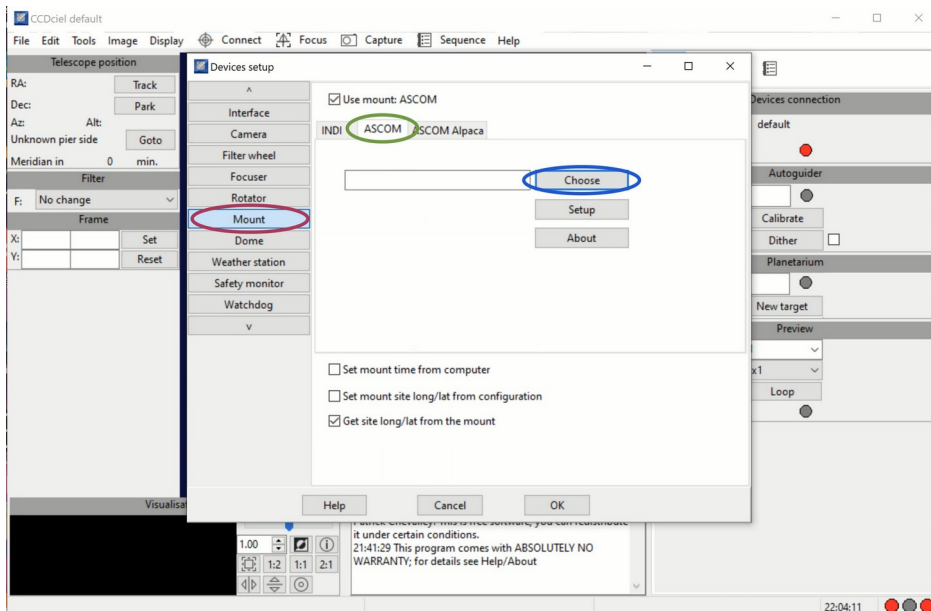 CCDciel default
File Edit Tools Image Display Connect Focus Capture Sequence Help
Telescope position
RA:
Track
Dec:
Park
Az: Alt:
Unknown pier side
Goto
Meridian in 0 min.
Filter
F: No change
Frame
X:
Set
Y:
Reset
Devices setup
^
Interface
Camera
Filter wheel
Focuser
Rotator
Mount
Dome
Weather station
Safety monitor
Watchdog
v
Use mount: ASCOM
INDI ASCOM ASCOM Alpaca
Choose
Setup
About
Set mount time from computer
Set mount site long/lat from configuration
Get site long/lat from the mount
Help Cancel OK
Devices connection
default
Autoguider
Calibrate
Dither
Planetarium
New target
Preview
x1
Loop
Visualisa
1.00
1:2 1:1 2:1
it under certain conditions.
21:41:29 This program comes with ABSOLUTELY NO
WARRANTY; for details see Help/About
22:04:11